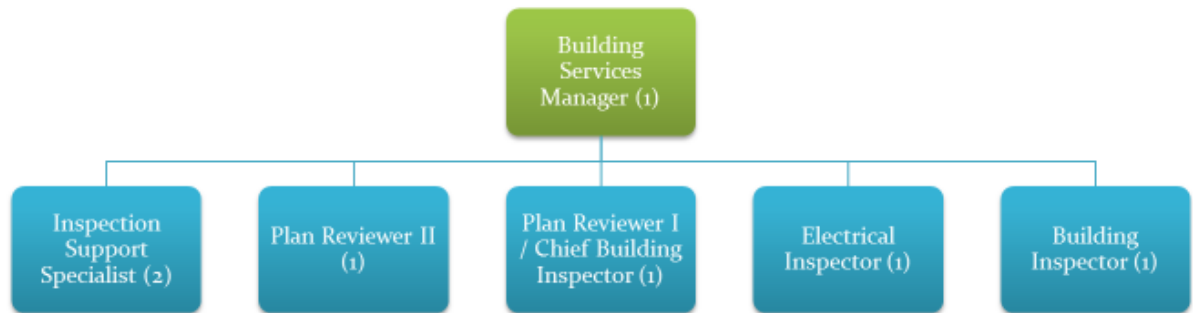 Building
Services
Manager (1)
Inspection
Support
Specialist (2)
Plan Reviewer II
(1)
Plan Reviewer I
/ Chief Building
Inspector (1)
Electrical
Inspector (1)
Building
Inspector (1)